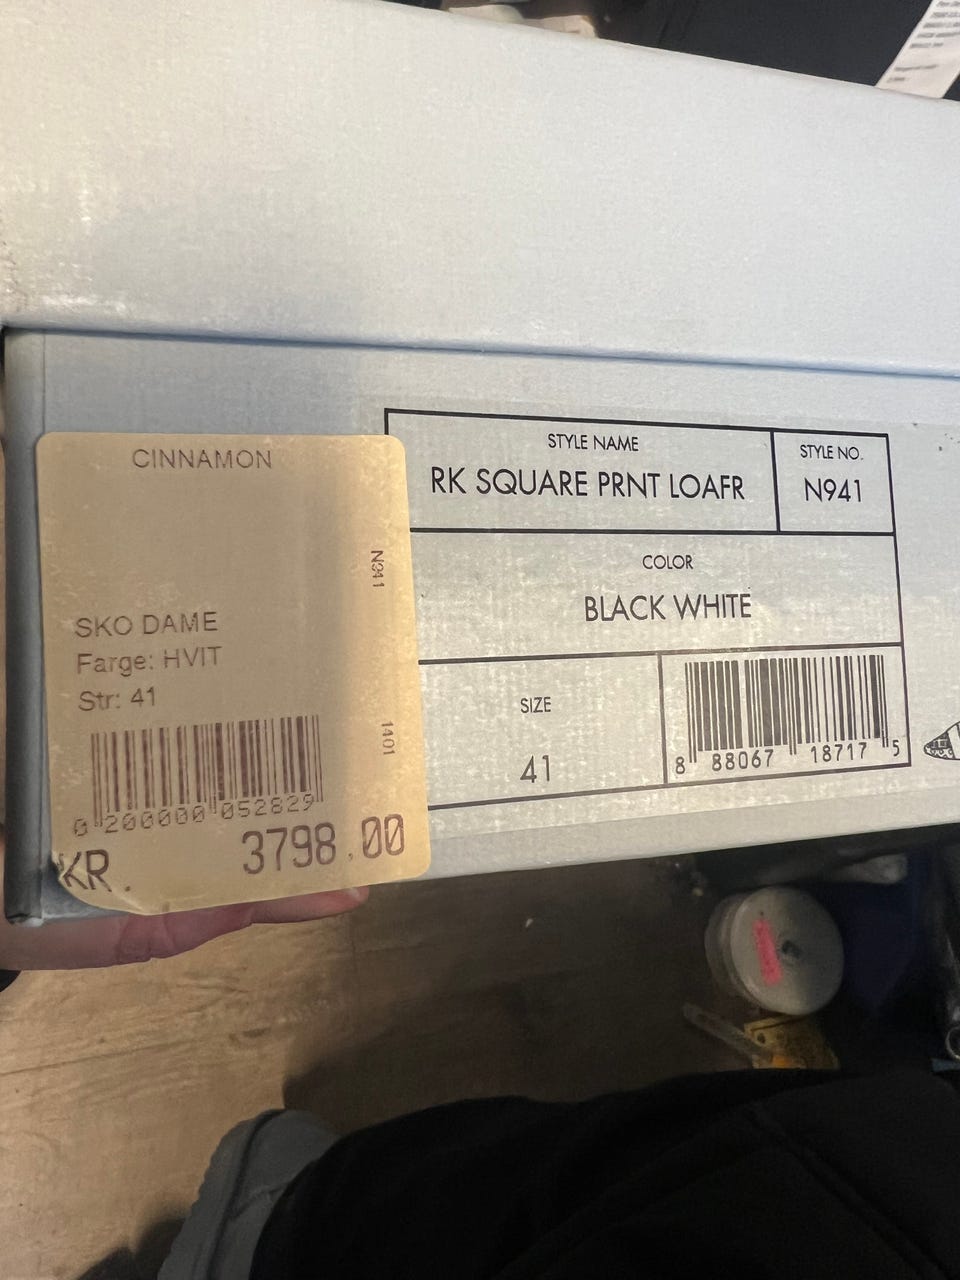 CINNAMON
N941
SKO DAME
Farge: HVIT
Str: 41
1401
0 200000 052829
KR. 3798.00
STYLE NAME
RK SQUARE PRNT LOAFR
STYLE NO.
N941
COLOR
BLACK WHITE
SIZE
41
8 88067 18717 5